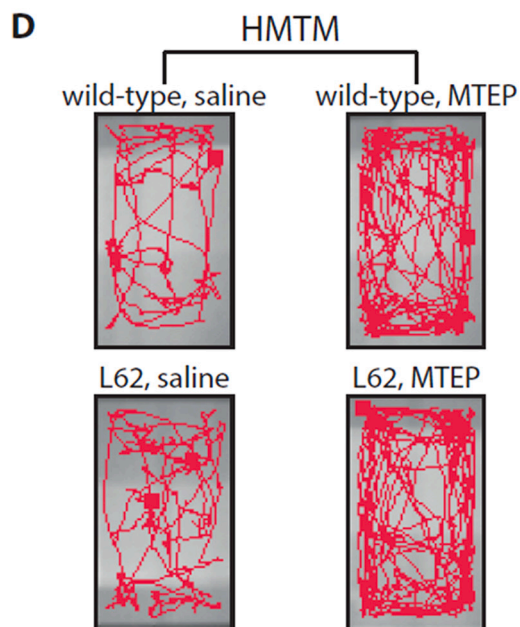 D
HMTM
wild-type, saline
wild-type, MTEP
L62, saline
L62, MTEP